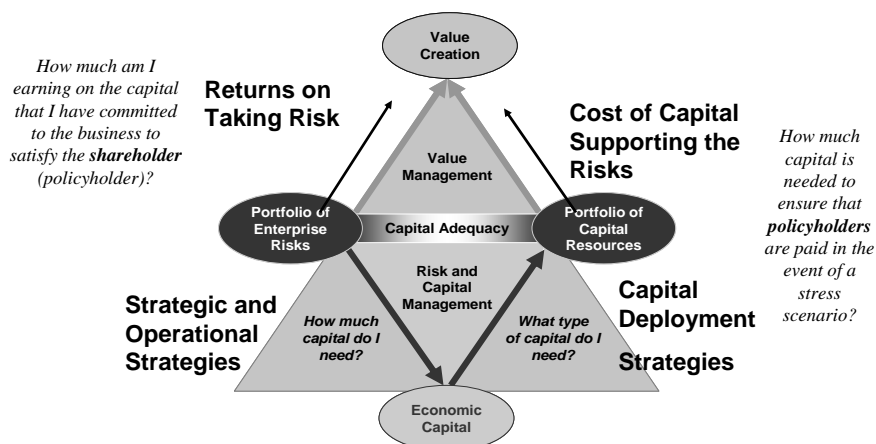 Value
Creation
How much am I
earning on the capital
that I have committed
to the business to
satisfy the shareholder
(policyholder)?
Returns on
Taking Risk
Cost of Capital
Supporting the
Risks
How much
capital is
needed to
ensure that
policyholders
are paid in the
event of a
stress
scenario?
Value
Management
Portfolio of
Enterprise
Risks
Capital Adequacy
Portfolio of
Capital
Resources
Risk and
Capital
Management
Strategic and
Operational
Strategies
How much
capital do I
need?
What type
of capital do I
need?
Capital
Deployment
Strategies
Economic
Capital